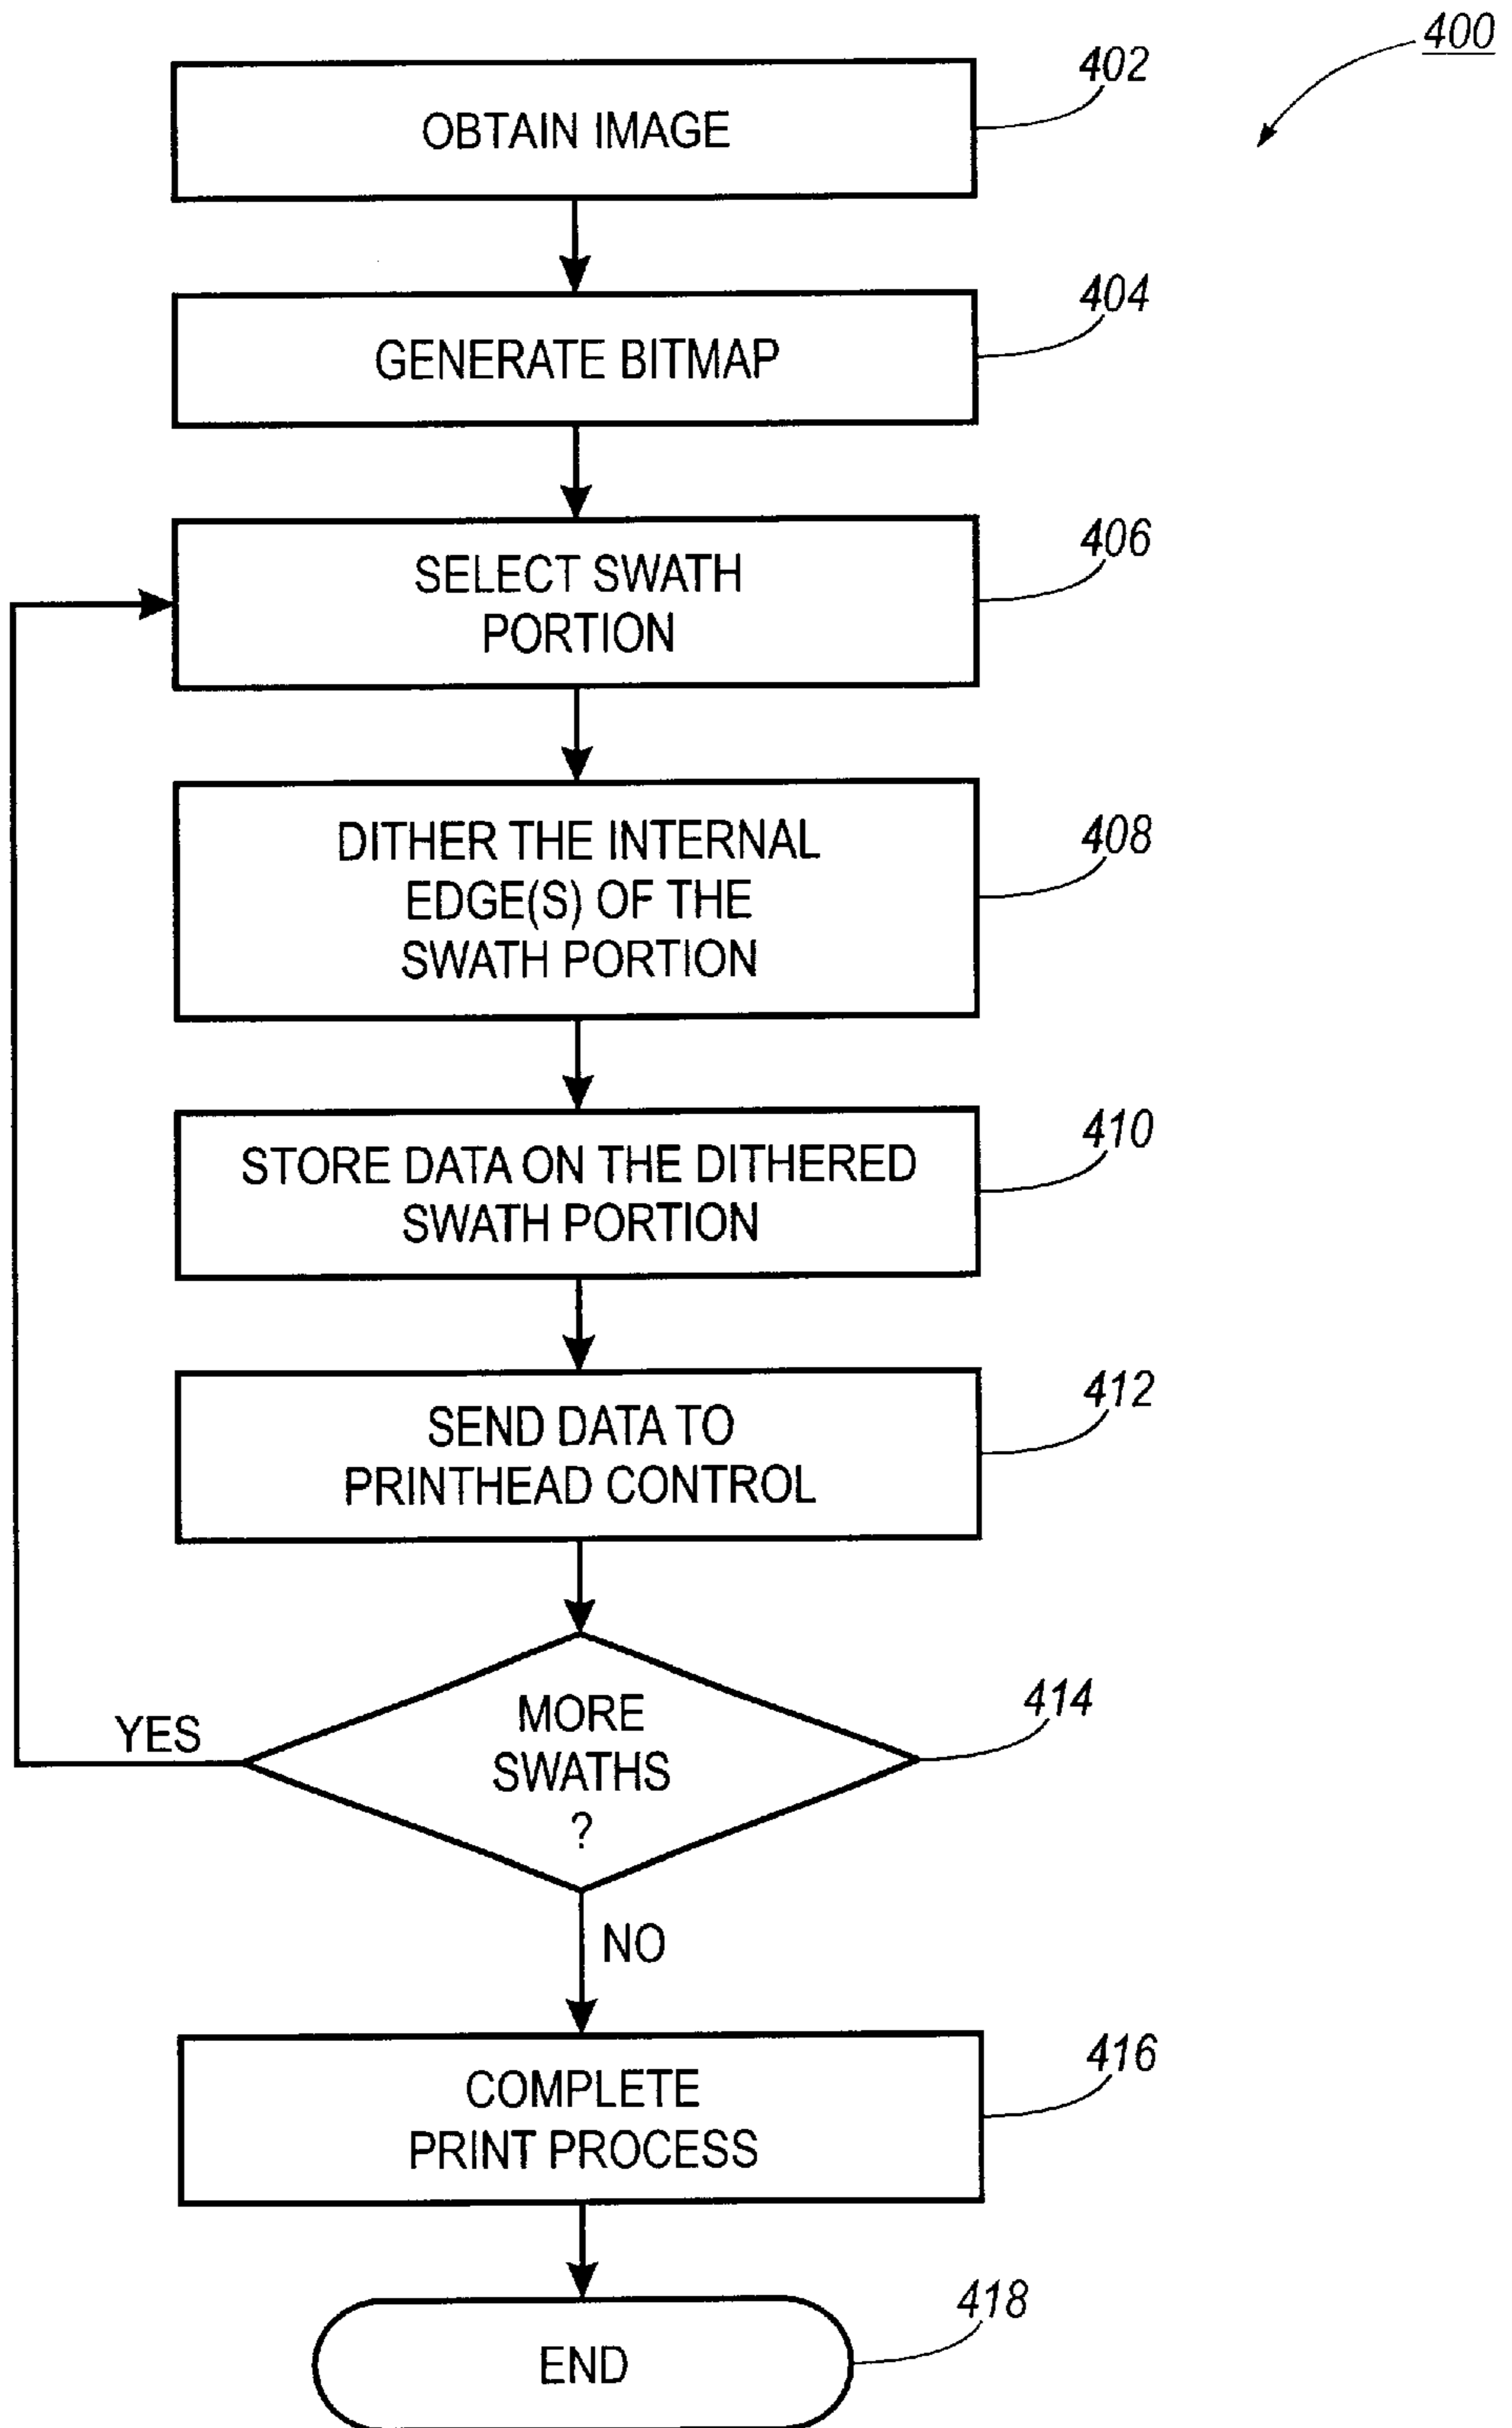 400
402
OBTAIN IMAGE
404
GENERATE BITMAP
406
SELECT SWATH
PORTION
408
DITHER THE INTERNAL
EDGE(S) OF THE
SWATH PORTION
410
STORE DATA ON THE DITHERED
SWATH PORTION
412
SEND DATA TO
PRINTHEAD CONTROL
414
MORE
SWATHS
?
YES
NO
416
COMPLETE
PRINT PROCESS
418
END